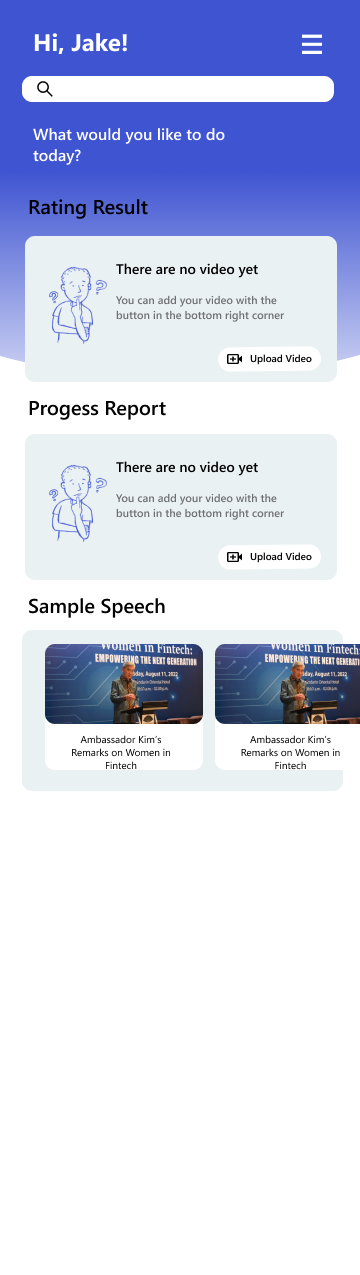 Hi, Jake!
What would you like to do
today?
Rating Result
There are no video yet
You can add your video with the
button in the bottom right corner
Upload Video
Progess Report
There are no video yet
You can add your video with the
button in the bottom right corner
Upload Video
Sample Speech
Women in Fintech:
EMPOWERING THE NEXT GENERATION
August 11, 2022
Ambassador Kim's
Remarks on Women in
Fintech
Women in Fintech:
EMPOWERING THE NEXT GENERATION
August 11, 2022
Ambassador Kim's
Remarks on Women in
Fintech